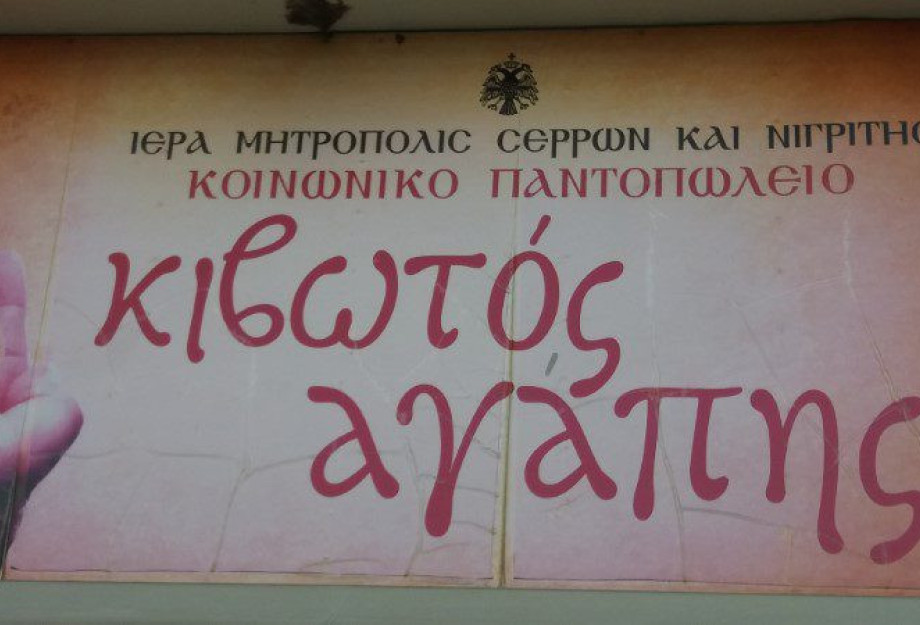 ΙΕΡΑ ΜΗΤΡΟΠΟΛΙϹ ϹΕΡΡΩΝ ΚΑΙ ΝΙΓΡΙΤΗϹ
ΚΟΙΝΩΝΙΚΟ ΠΑΝΤΟΠΩΛΕΙΟ
κιβωτός
αγάπης